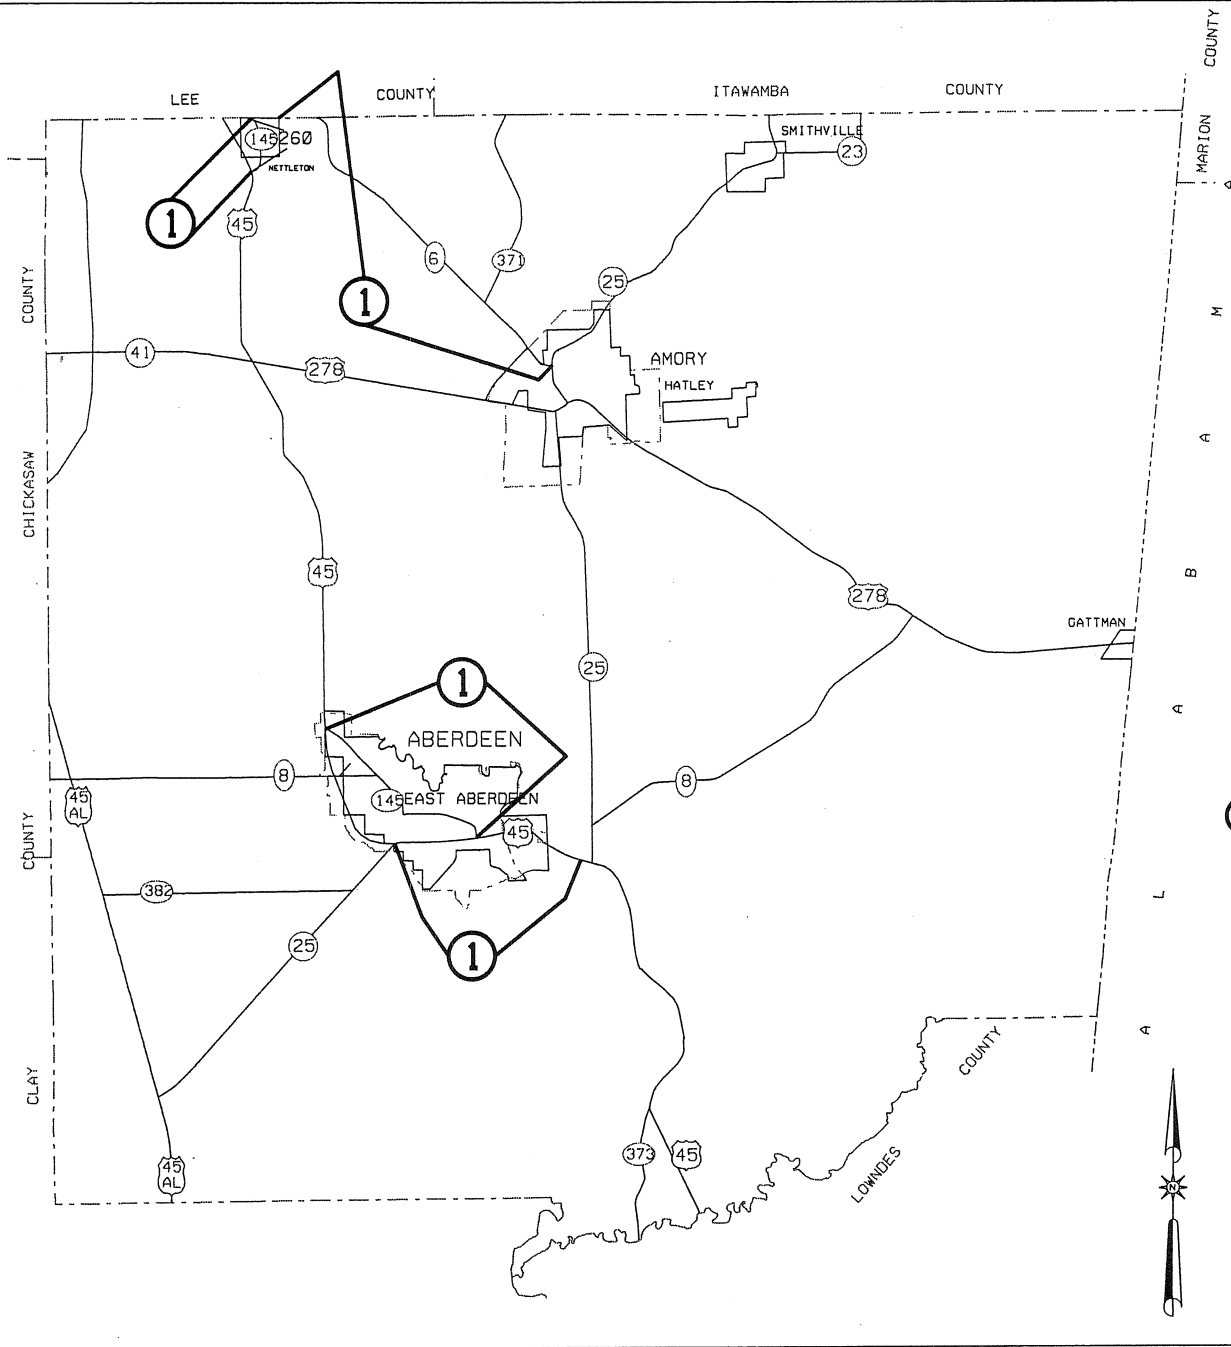 COUNTY
LEE
COUNTY
ITAWAMBA
COUNTY
MARION
145
260
NETTLETON
SMITHVILLE
23
1
45
6
371
25
1
COUNTY
41
278
AMORY
HATLEY
CHICKASAW
45
278
GATTMAN
25
1
ABERDEEN
8
8
45
AL
145
EAST ABERDEEN
45
COUNTY
382
25
1
A
L
A
B
A
M
A
COUNTY
CLAY
45
AL
373
45
LOWNDES
N